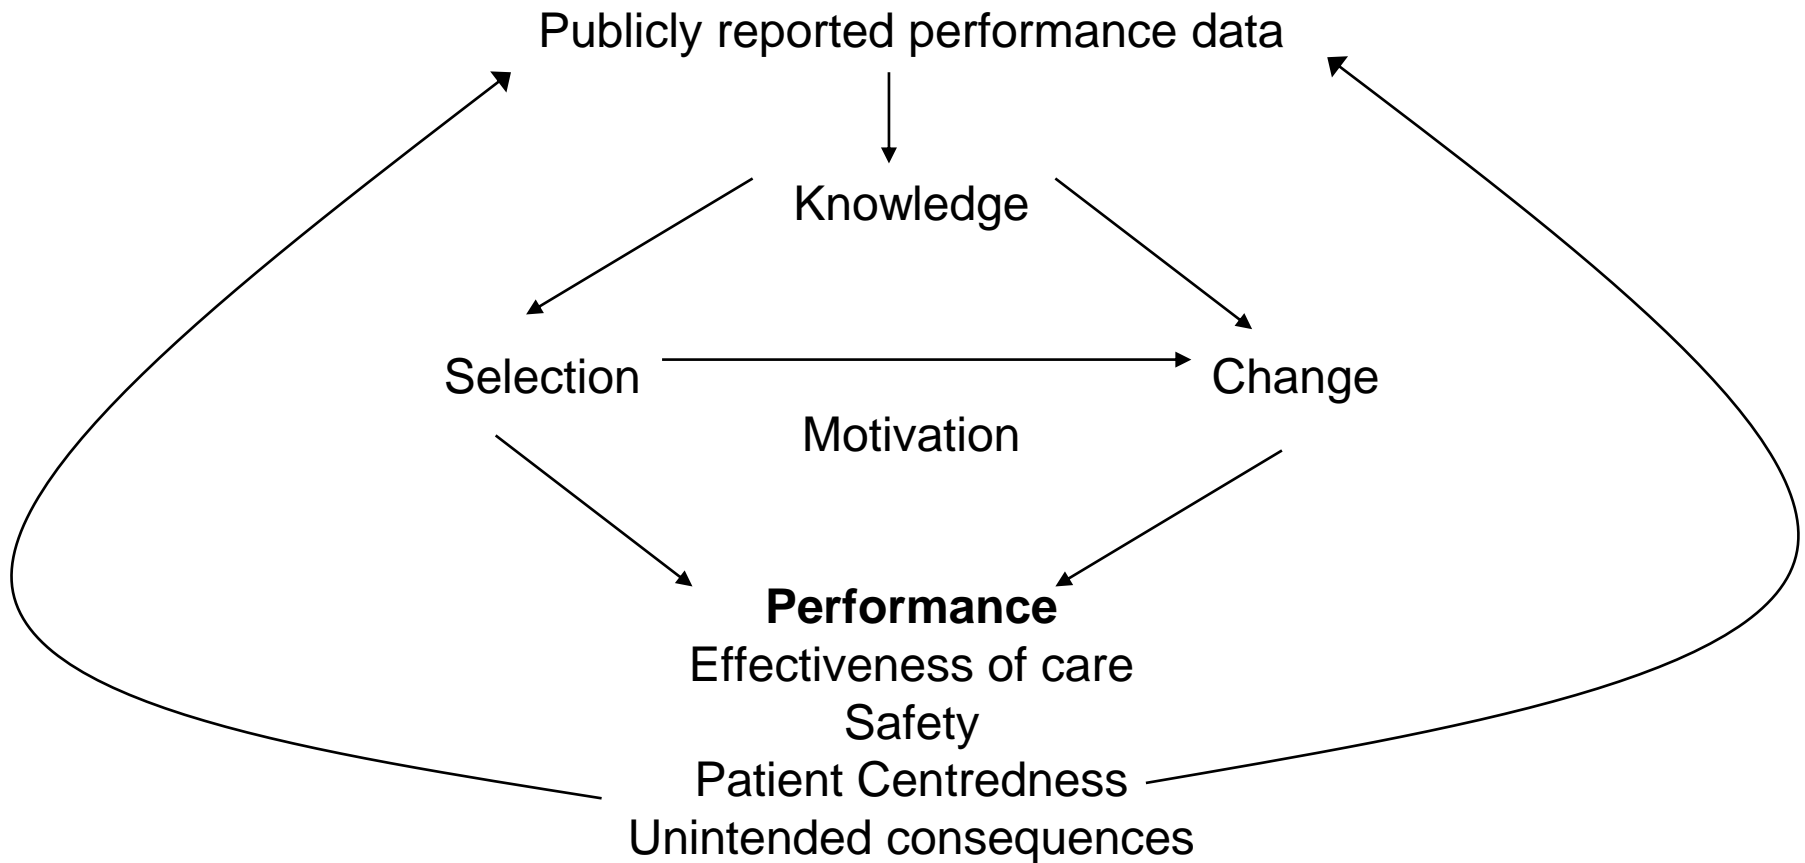 Publicly reported performance data
Knowledge
Selection
Change
Motivation
Performance
Effectiveness of care
Safety
Patient Centredness
Unintended consequences